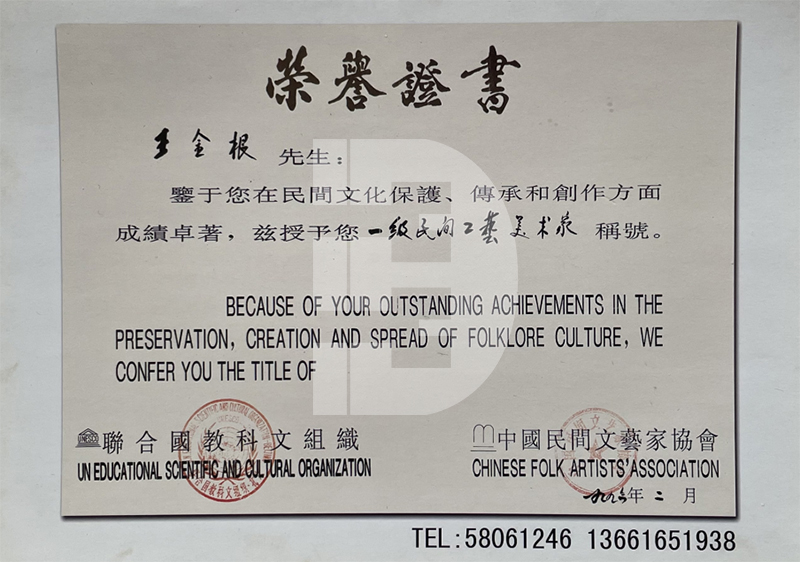 榮譽證書
王金根 先生：
鑒于您在民間文化保護、傳承和創作方面
成績卓著，兹授予您 一级民间工艺美术家 稱號。
BECAUSE OF YOUR OUTSTANDING ACHIEVEMENTS IN THE
PRESERVATION, CREATION AND SPREAD OF FOLKLORE CULTURE, WE
CONFER YOU THE TITLE OF
UNESCO 聯合國教科文組織
UN EDUCATIONAL SCIENTIFIC AND CULTURAL ORGANIZATION
中國民間文藝家協會
CHINESE FOLK ARTISTS'ASSOCIATION
年二月
TEL:58061246 13661651938